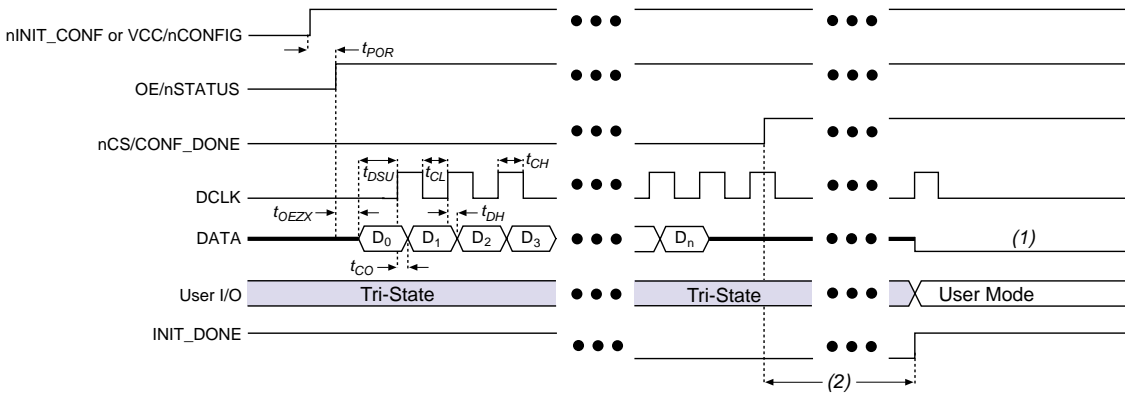 nINIT_CONF or VCC/nCONFIG
tPOR
OE/nSTATUS
nCS/CONF_DONE
tDSU tCL tCH
DCLK
tOEZX tDH
DATA D0 D1 D2 D3 Dn (1)
tCO
User I/O Tri-State Tri-State User Mode
INIT_DONE
(2)